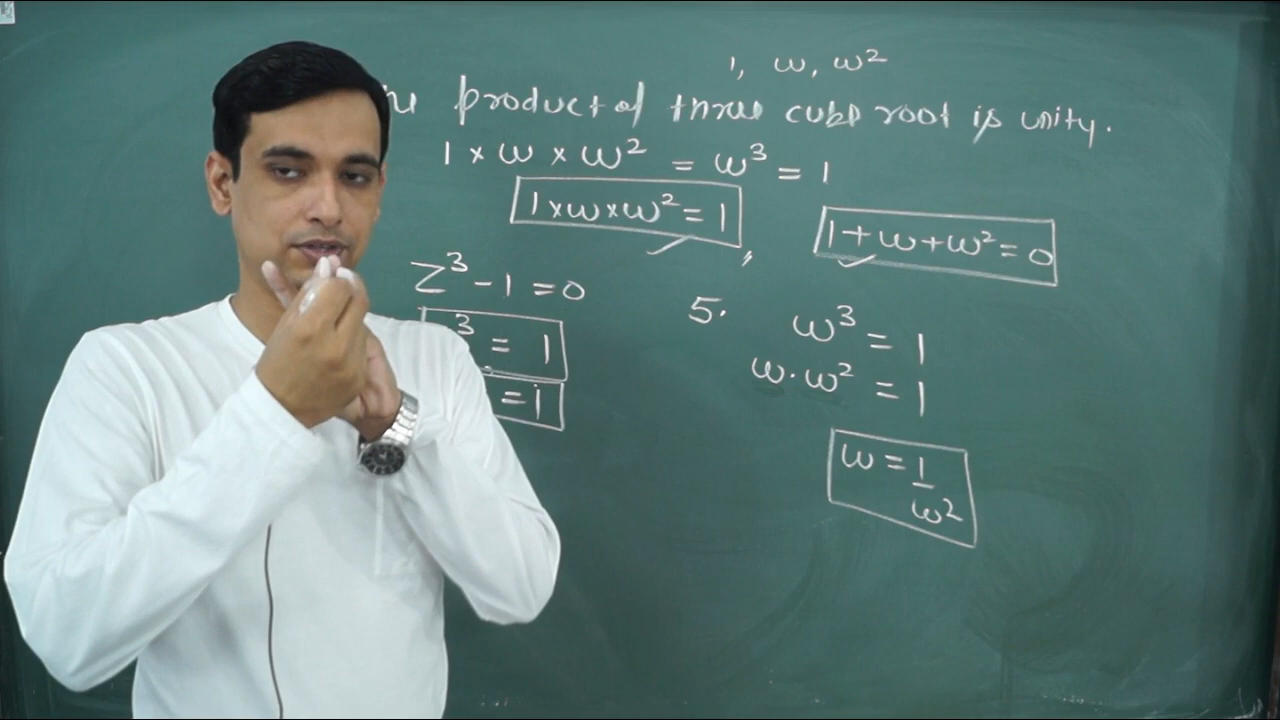 1, ω, ω²
product of three cube root is unity.
1 × ω × ω² = ω³ = 1
1×ω×ω² = 1, 1+ω+ω²=0
Z³ - 1 = 0
³ = 1
= 1
5. ω³ = 1
ω·ω² = 1
ω = 1/ω²